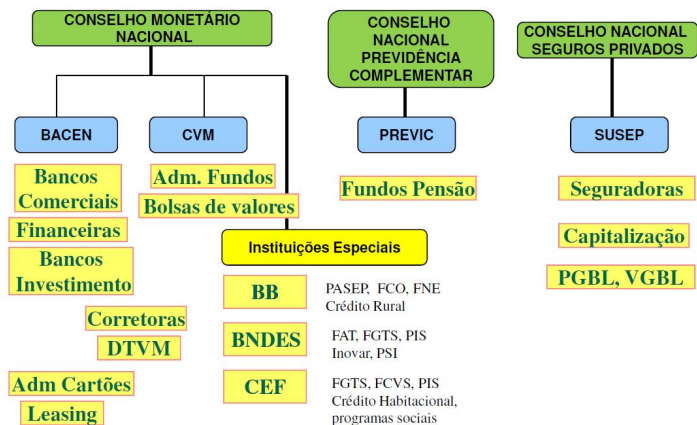 CONSELHO MONETÁRIO
NACIONAL
CONSELHO
NACIONAL
PREVIDÊNCIA
COMPLEMENTAR
CONSELHO NACIONAL
SEGUROS PRIVADOS
BACEN
CVM
PREVIC
SUSEP
Bancos
Comerciais
Financeiras
Bancos
Investimento
Corretoras
DTVM
Adm Cartões
Leasing
Adm. Fundos
Bolsas de valores
Instituições Especiais
BB
PASEP, FCO, FNE
Crédito Rural
BNDES
FAT, FGTS, PIS
Inovar, PSI
CEF
FGTS, FCVS, PIS
Crédito Habitacional,
programas sociais
Fundos Pensão
Seguradoras
Capitalização
PGBL, VGBL